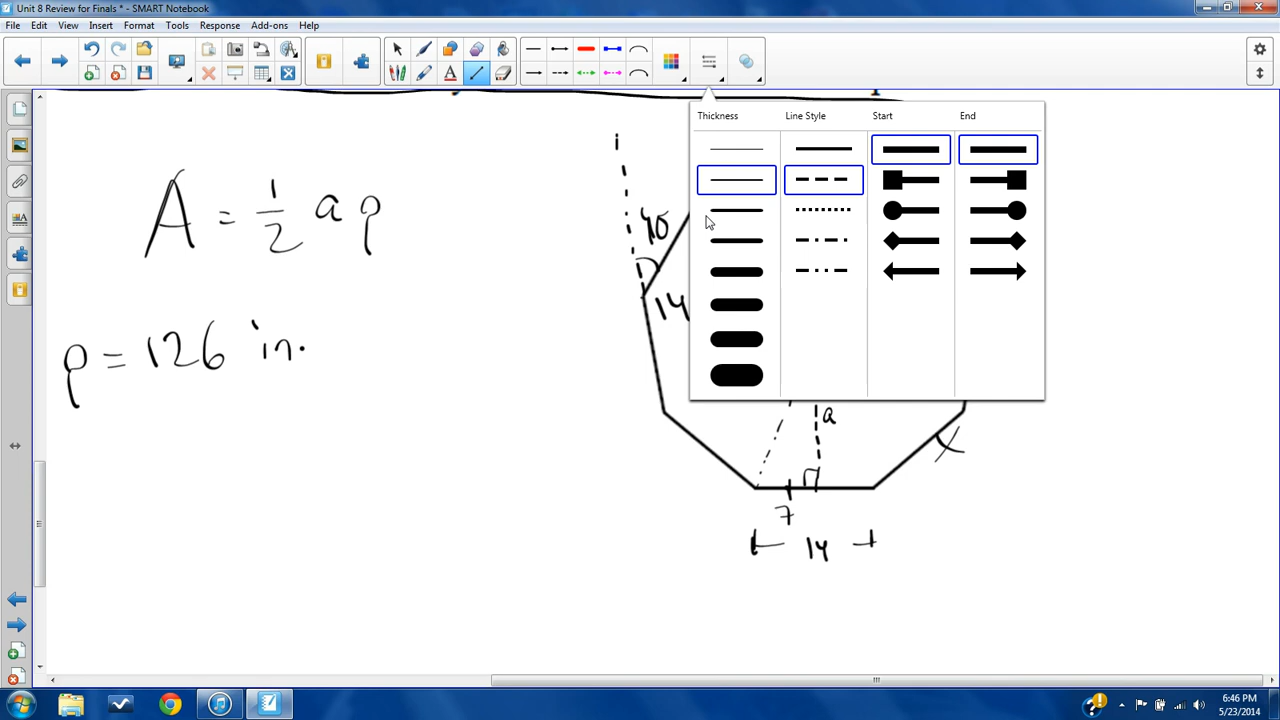 Unit 8 Review for Finals * - SMART Notebook
File Edit View Insert Format Tools Response Add-ons Help
Thickness Line Style Start End
A = 1/2 a p
p = 126 in.
40
14
a
7
14
6:46 PM
5/23/2014